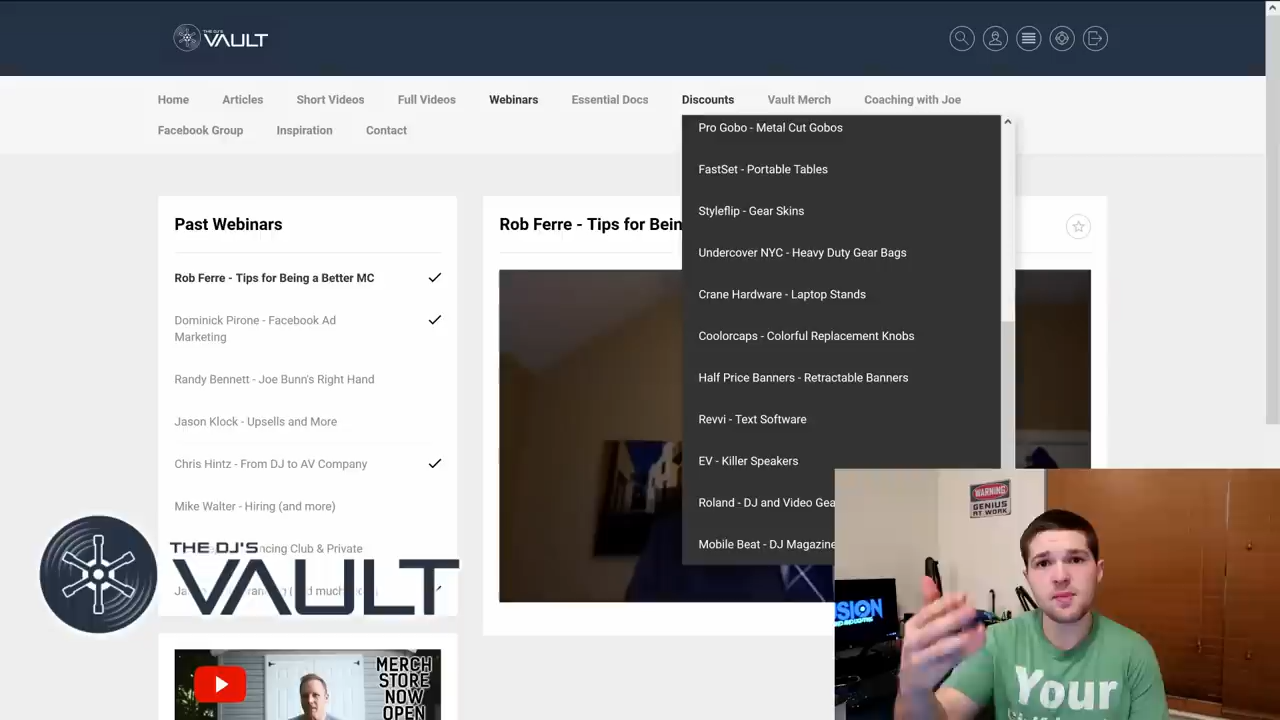 THE DJ'S
VAULT
Home Articles Short Videos Full Videos Webinars Essential Docs Discounts Vault Merch Coaching with Joe
Facebook Group Inspiration Contact
Past Webinars
Rob Ferre - Tips for Being a Better MC
Dominick Pirone - Facebook Ad
Marketing
Randy Bennett - Joe Bunn's Right Hand
Jason Klock - Upsells and More
Chris Hintz - From DJ to AV Company
Mike Walter - Hiring (and more)
ncing Club & Private
THE DJ'S
VAULT
MERCH
STORE
NOW
OPEN
Rob Ferre - Tips for Bein
Pro Gobo - Metal Cut Gobos
FastSet - Portable Tables
Styleflip - Gear Skins
Undercover NYC - Heavy Duty Gear Bags
Crane Hardware - Laptop Stands
Coolorcaps - Colorful Replacement Knobs
Half Price Banners - Retractable Banners
Revvi - Text Software
EV - Killer Speakers
Roland - DJ and Video Gea
Mobile Beat - DJ Magazine
WARNING
GENIUS
AT WORK
Your